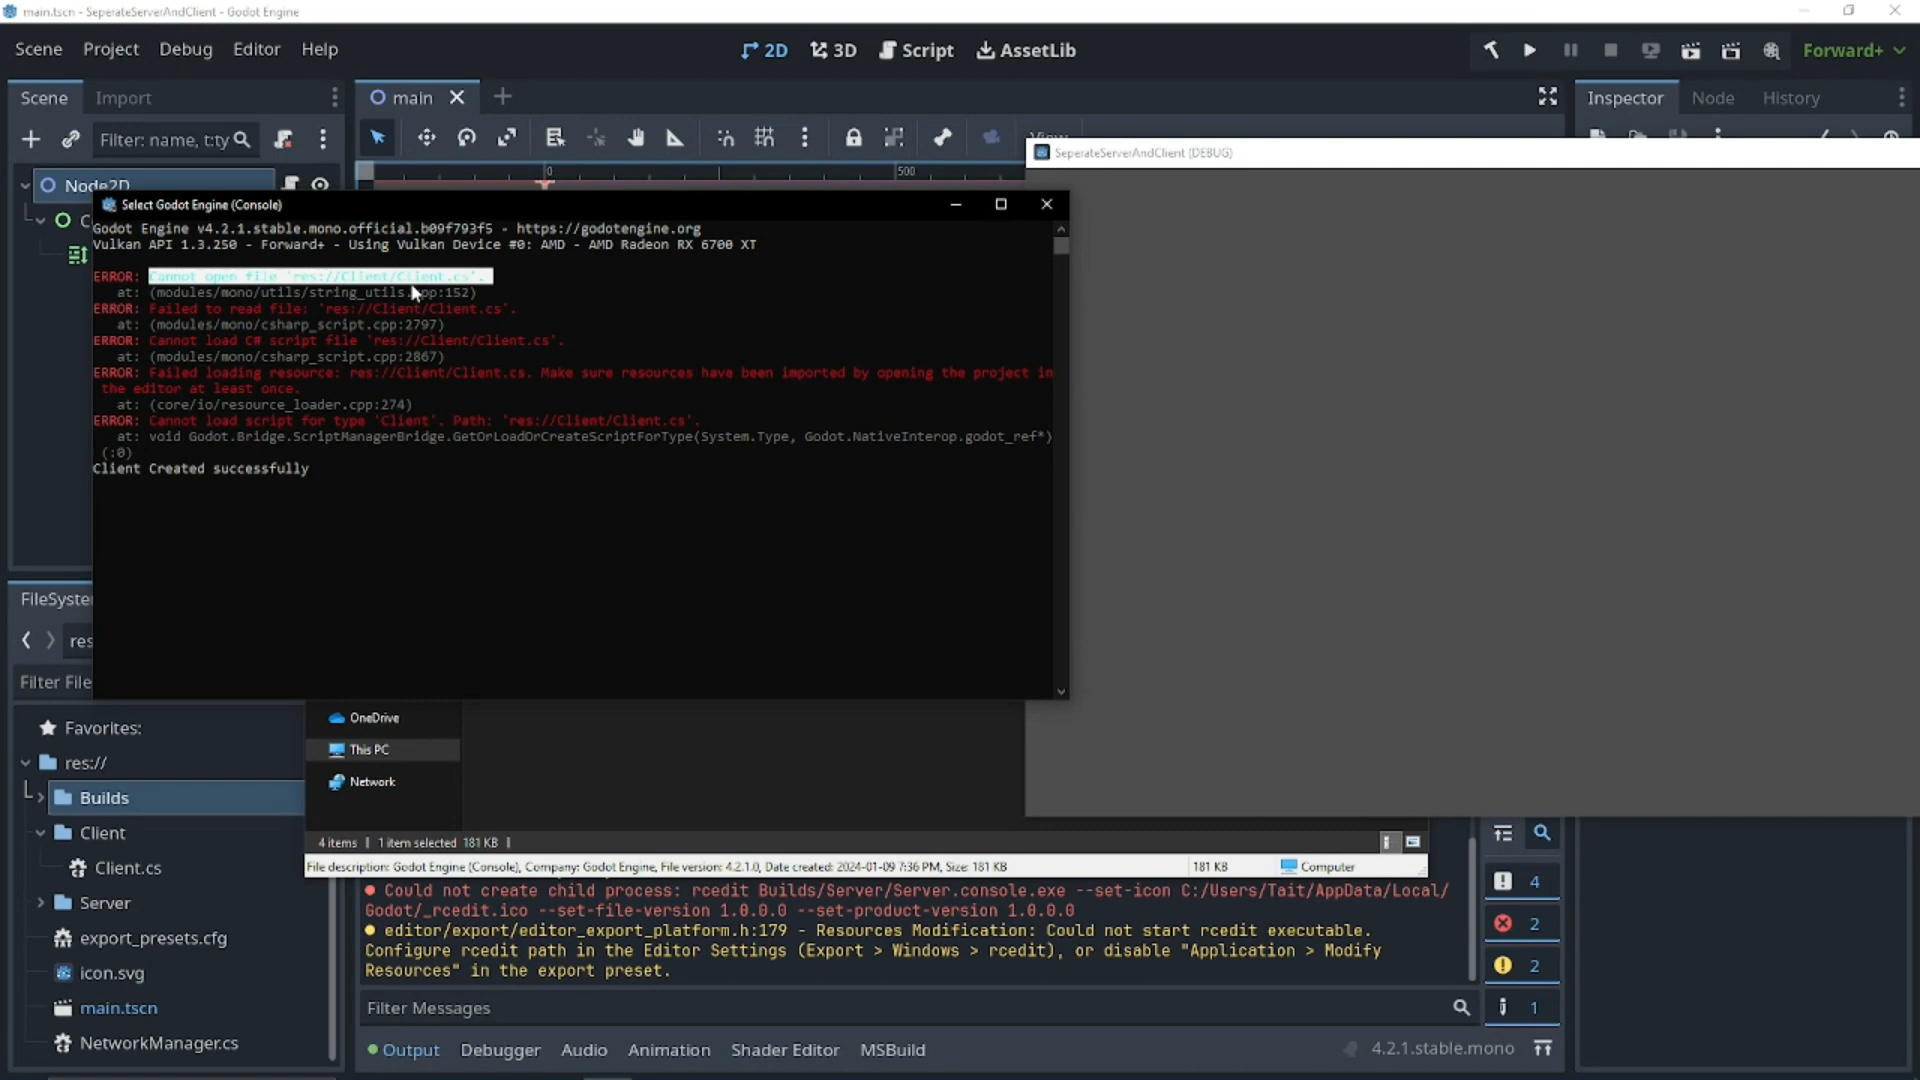 main.tscn - SeperateServerAndClient - Godot Engine
Scene Project Debug Editor Help
2D 3D Script AssetLib
Forward+
Scene Import
main
Inspector Node History
Filter: name, t:ty
View
0 500
SeperateServerAndClient (DEBUG)
Node2D
C
Select Godot Engine (Console)
Godot Engine v4.2.1.stable.mono.official.b09f793f5 - https://godotengine.org
Vulkan API 1.3.250 - Forward+ - Using Vulkan Device #0: AMD - AMD Radeon RX 6700 XT
ERROR: Cannot open file 'res://Client/Client.cs'.
at: (modules/mono/utils/string_utils.cpp:152)
ERROR: Failed to read file: 'res://Client/Client.cs'.
at: (modules/mono/csharp_script.cpp:2797)
ERROR: Cannot load C# script file 'res://Client/Client.cs'.
at: (modules/mono/csharp_script.cpp:2867)
ERROR: Failed loading resource: res://Client/Client.cs. Make sure resources have been imported by opening the project in
the editor at least once.
at: (core/io/resource_loader.cpp:274)
ERROR: Cannot load script for type 'Client'. Path: 'res://Client/Client.cs'.
at: void Godot.Bridge.ScriptManagerBridge.GetOrLoadOrCreateScriptForType(System.Type, Godot.NativeInterop.godot_ref*)
(:0)
Client Created successfully
FileSyste
res
Filter File
Favorites:
res://
Builds
Client
Client.cs
Server
export_presets.cfg
icon.svg
main.tscn
NetworkManager.cs
OneDrive
This PC
Network
4 items 1 item selected 181 KB
File description: Godot Engine (Console), Company: Godot Engine, File version: 4.2.1.0, Date created: 2024-01-09 7:36 PM, Size: 181 KB
181 KB
Computer
Could not create child process: rcedit Builds/Server/Server.console.exe --set-icon C:/Users/Tait/AppData/Local/
Godot/_rcedit.ico --set-file-version 1.0.0.0 --set-product-version 1.0.0.0
editor/export/editor_export_platform.h:179 - Resources Modification: Could not start rcedit executable.
Configure rcedit path in the Editor Settings (Export > Windows > rcedit), or disable "Application > Modify
Resources" in the export preset.
4
2
2
1
Filter Messages
Output Debugger Audio Animation Shader Editor MSBuild
4.2.1.stable.mono